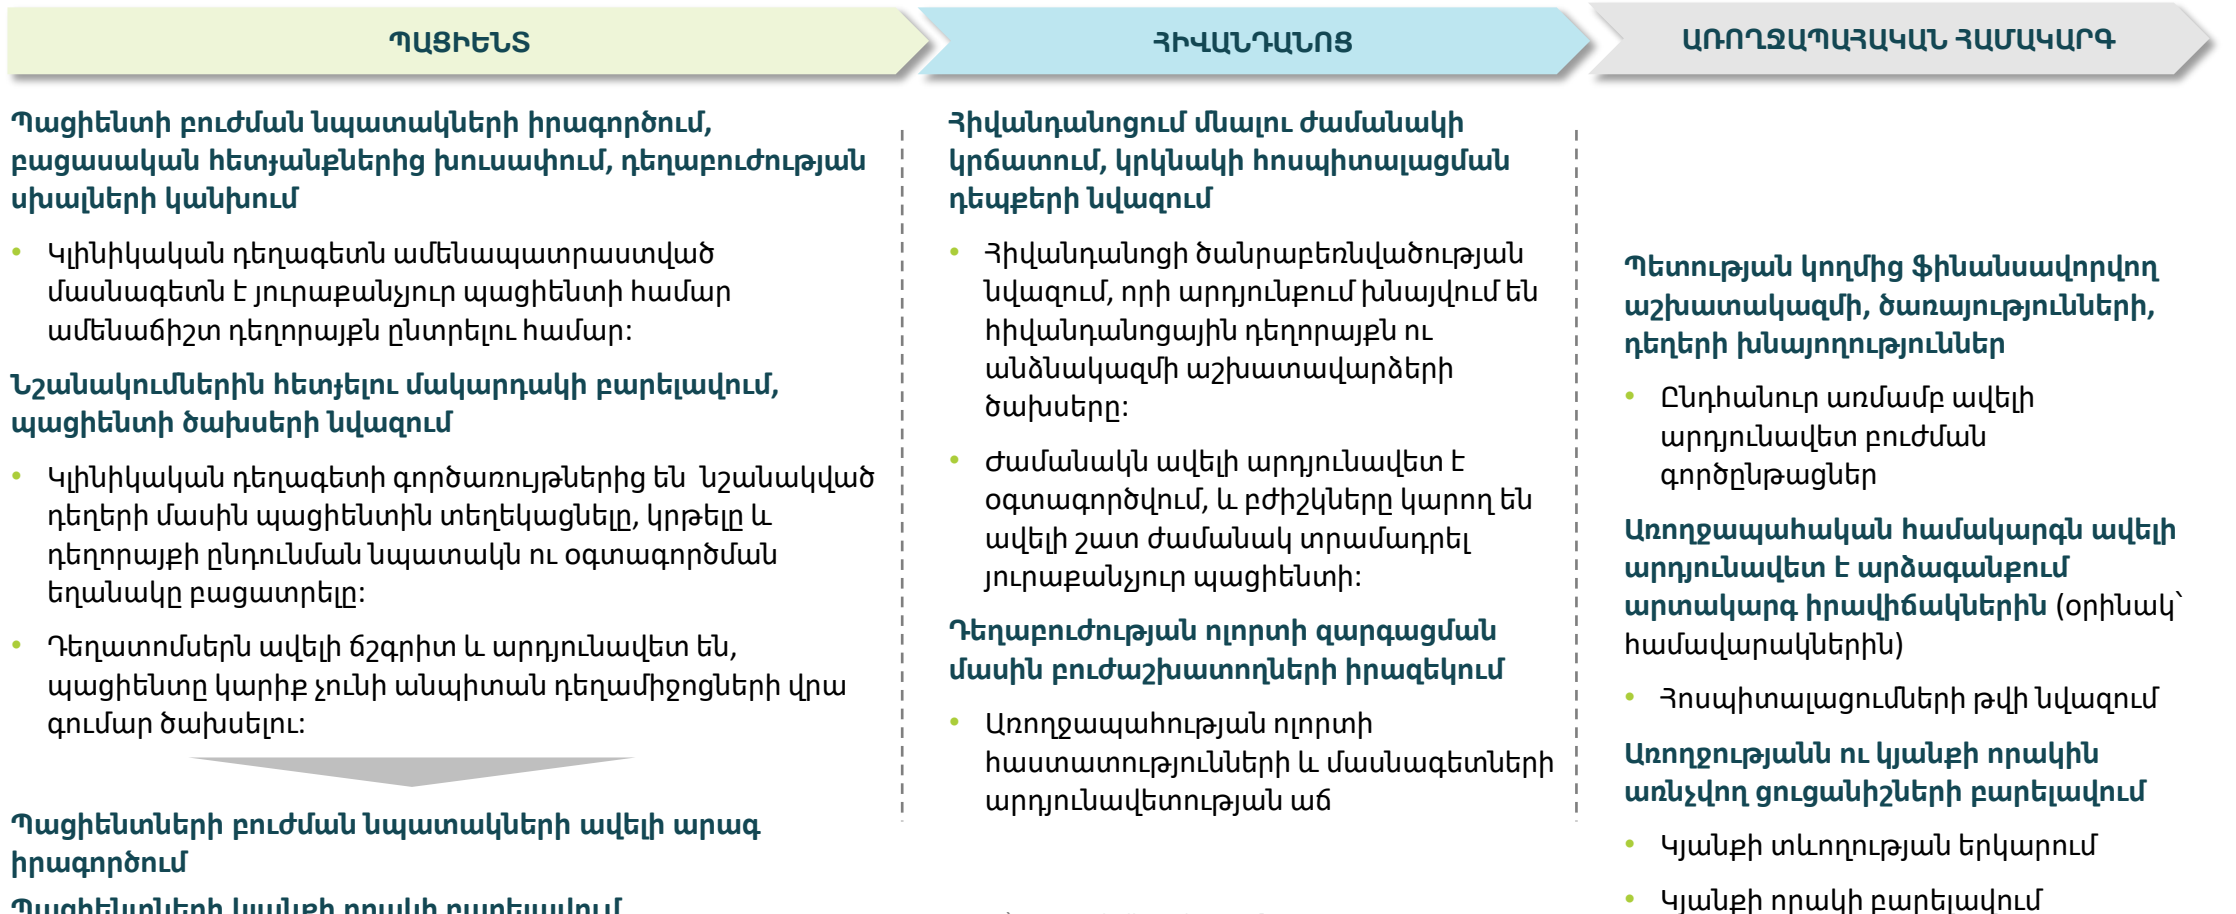 ՊԱՑԻԵՆՏ
Պացիենտի բուժման նպատակների իրագործում,
բացասական հետևանքներից խուսափում, դեղաբուժության
սխալների կանխում
• Կլինիկական դեղագետն ամենապատրաստված
մասնագետն է յուրաքանչյուր պացիենտի համար
ամենաճիշտ դեղորայքն ընտրելու համար:
Նշանակումներին հետևելու մակարդակի բարելավում,
պացիենտի ծախսերի նվազում
• Կլինիկական դեղագետի գործառույթներից են նշանակված
դեղերի մասին պացիենտին տեղեկացնելը, կրթելը և
դեղորայքի ընդունման նպատակն ու օգտագործման
եղանակը բացատրելը:
• Դեղատոմսերն ավելի ճշգրիտ և արդյունավետ են,
պացիենտը կարիք չունի անպիտան դեղամիջոցների վրա
գումար ծախսելու:
Պացիենտների բուժման նպատակների ավելի արագ
իրագործում
Պացիենտների կյանքի որակի բարելավում
ՀԻՎԱՆԴԱՆՈՑ
Հիվանդանոցում մնալու ժամանակի
կրճատում, կրկնակի հոսպիտալացման
դեպքերի նվազում
• Հիվանդանոցի ծանրաբեռնվածության
նվազում, որի արդյունքում խնայվում են
հիվանդանոցային դեղորայքն ու
անձնակազմի աշխատավարձերի
ծախսերը:
• Ժամանակն ավելի արդյունավետ է
օգտագործվում, և բժիշկները կարող են
ավելի շատ ժամանակ տրամադրել
յուրաքանչյուր պացիենտի:
Դեղաբուժության ոլորտի զարգացման
մասին բուժաշխատողների իրազեկում
• Առողջապահության ոլորտի
հաստատությունների և մասնագետների
արդյունավետության աճ
ԱՌՈՂՋԱՊԱՀԱԿԱՆ ՀԱՄԱԿԱՐԳ
Պետության կողմից ֆինանսավորվող
աշխատակազմի, ծառայությունների,
դեղերի խնայողություններ
• Ընդհանուր առմամբ ավելի
արդյունավետ բուժման
գործընթացներ
Առողջապահական համակարգն ավելի
արդյունավետ է արձագանքում
արտակարգ իրավիճակներին (օրինակ՝
համավարակներին)
• Հոսպիտալացումների թվի նվազում
Առողջությանն ու կյանքի որակին
առնչվող ցուցանիշների բարելավում
• Կյանքի տևողության երկարում
• Կյանքի որակի բարելավում